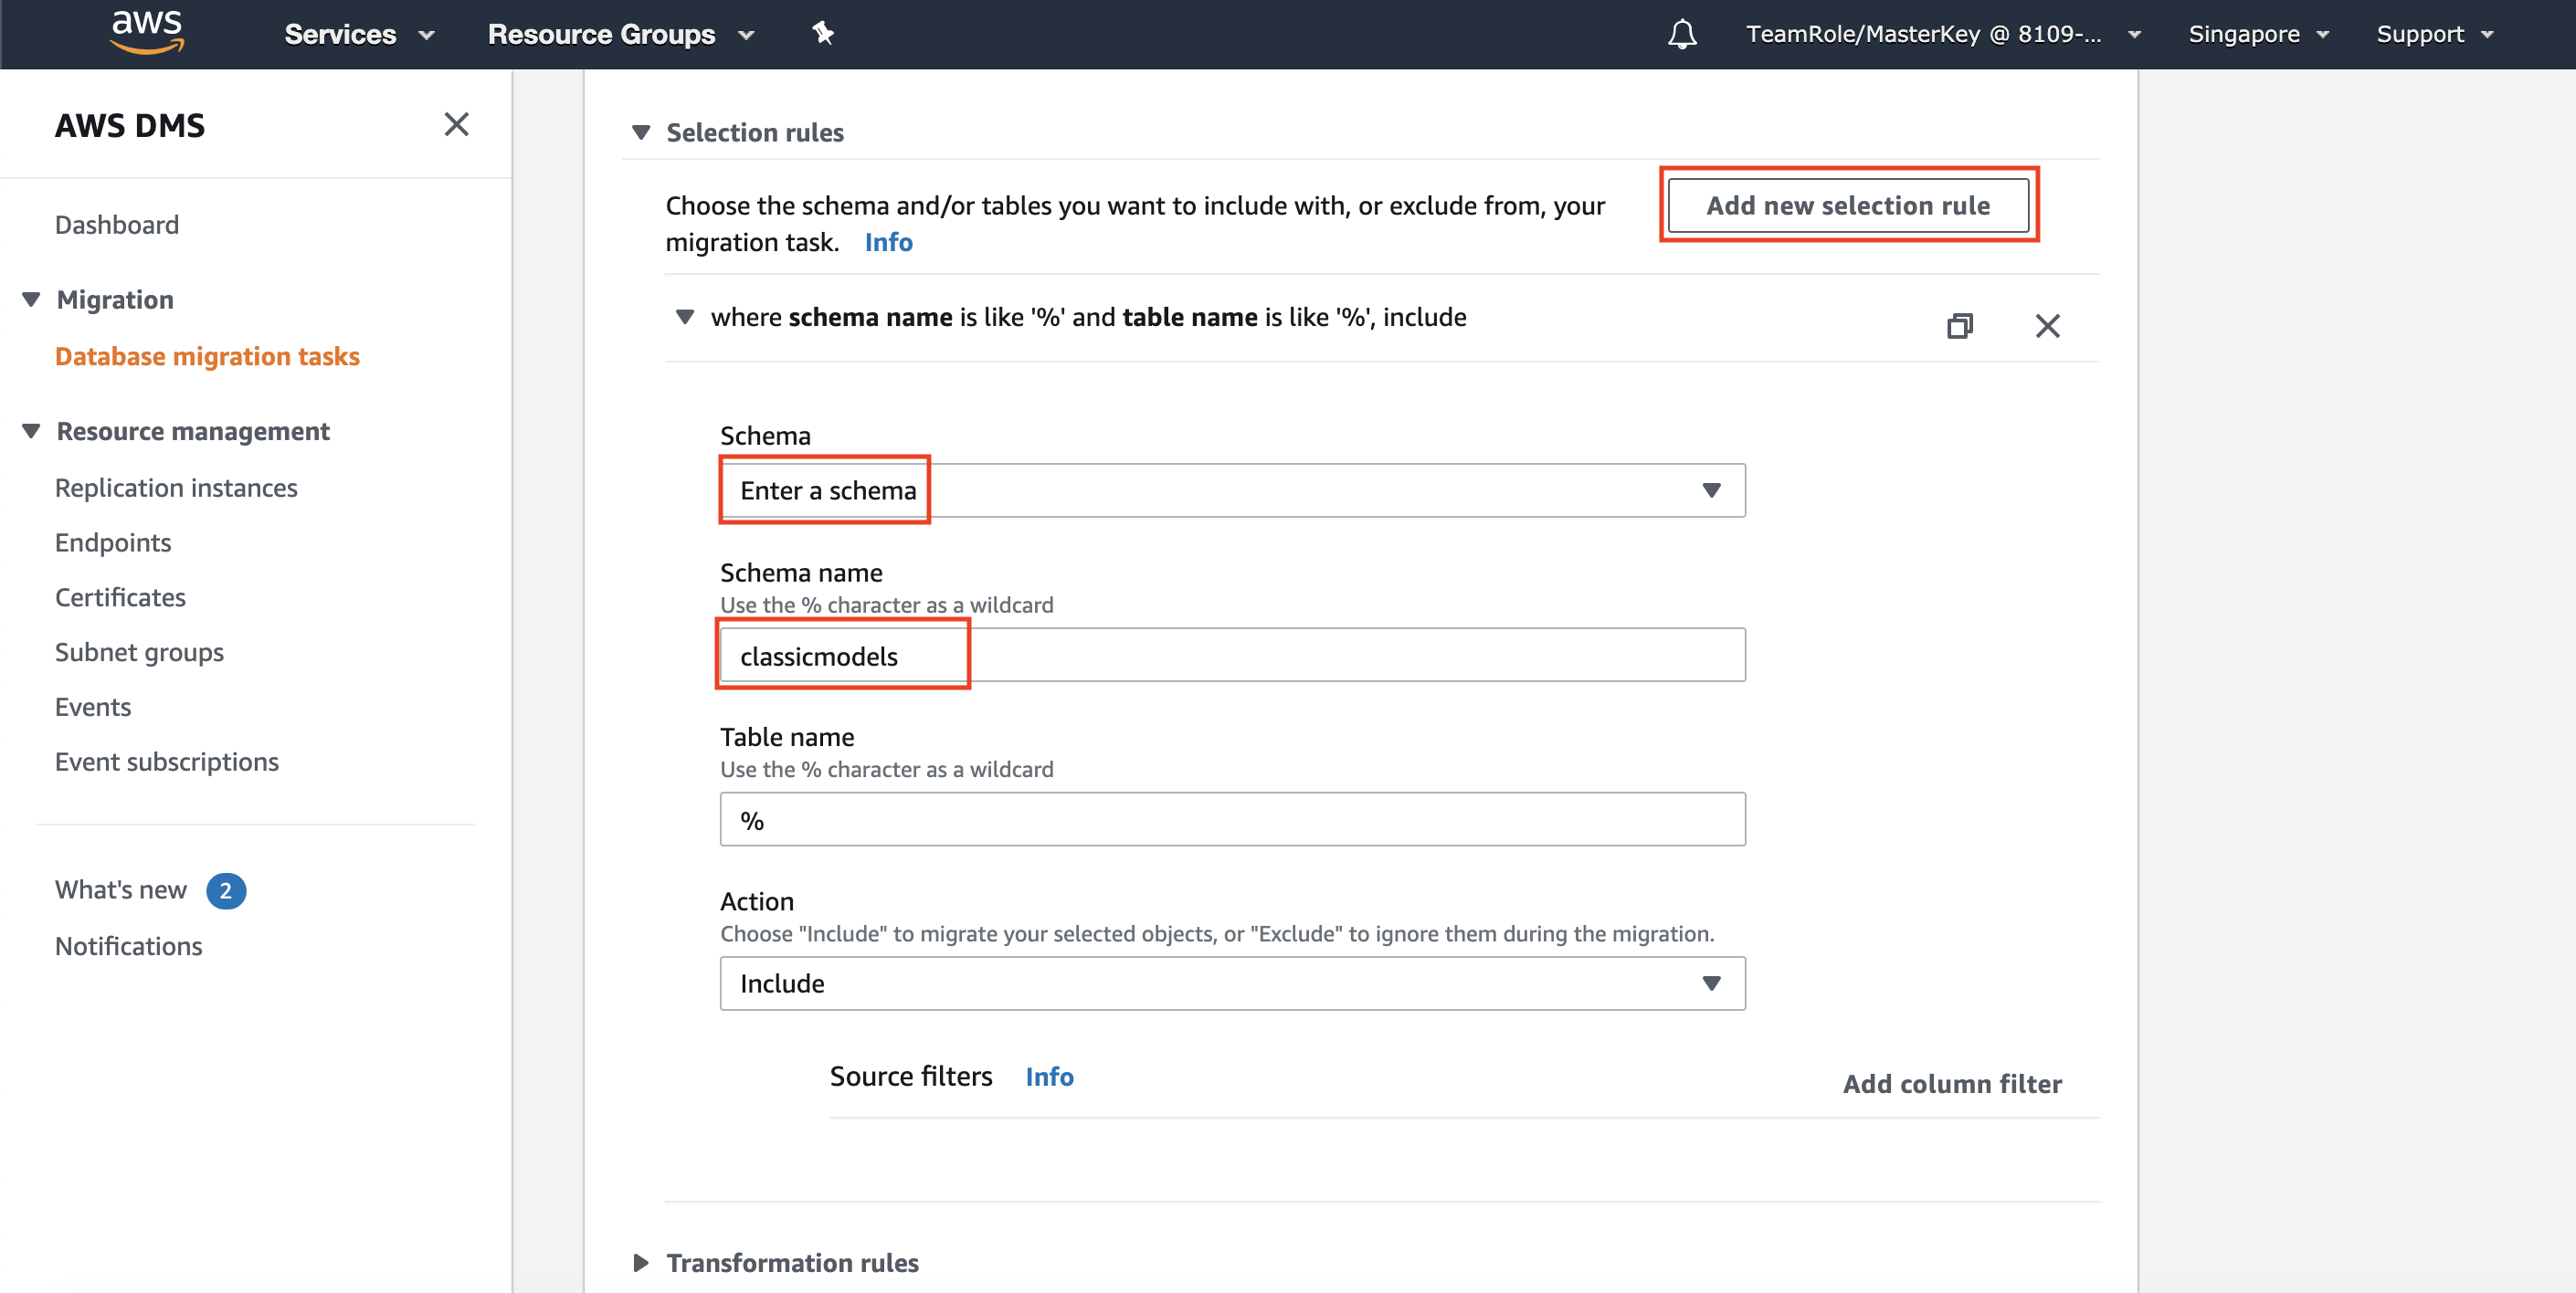 aws Services Resource Groups TeamRole/MasterKey @ 8109-... Singapore Support
AWS DMS
Dashboard
Migration
Database migration tasks
Resource management
Replication instances
Endpoints
Certificates
Subnet groups
Events
Event subscriptions
What's new 2
Notifications
Selection rules
Choose the schema and/or tables you want to include with, or exclude from, your
migration task. Info
Add new selection rule
where schema name is like '%' and table name is like '%', include
Schema
Enter a schema
Schema name
Use the % character as a wildcard
classicmodels
Table name
Use the % character as a wildcard
%
Action
Choose "Include" to migrate your selected objects, or "Exclude" to ignore them during the migration.
Include
Source filters Info
Add column filter
Transformation rules